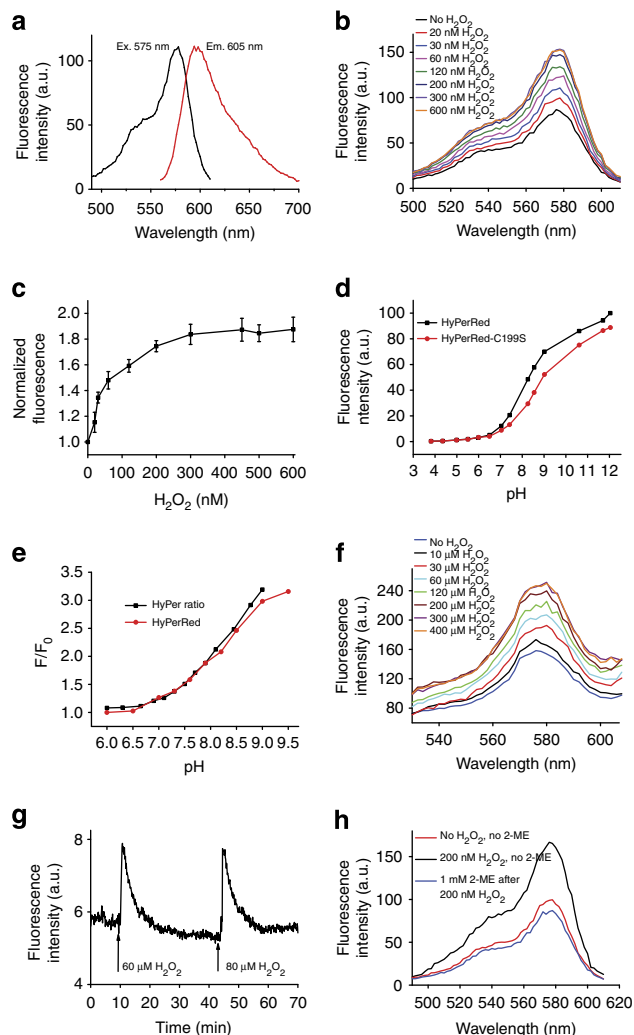 a
Fluorescence
intensity (a.u.)
Ex. 575 nm
Em. 605 nm
100
50
0
500
550
600
650
700
Wavelength (nm)
b
Fluorescence
intensity (a.u.)
No H2O2
20 nM H2O2
30 nM H2O2
60 nM H2O2
120 nM H2O2
200 nM H2O2
300 nM H2O2
600 nM H2O2
150
100
50
0
500
520
540
560
580
600
Wavelength (nm)
c
Normalized
fluorescence
2.0
1.8
1.6
1.4
1.2
1.0
0
100
200
300
400
500
600
H2O2 (nM)
d
Fluorescence
ntensity (a.u.)
HyPerRed
HyPerRed-C199S
100
80
60
40
20
0
3
4
5
6
7
8
9
10
11
12
pH
e
F/F0
HyPer ratio
HyPerRed
3.5
3.0
2.5
2.0
1.5
1.0
6.0
6.5
7.0
7.5
8.0
8.5
9.0
9.5
pH
f
Fluorescence
intensity (a.u.)
No H2O2
10 µM H2O2
30 µM H2O2
60 µM H2O2
120 µM H2O2
200 µM H2O2
300 µM H2O2
400 µM H2O2
240
200
160
120
80
540
560
580
600
Wavelength (nm)
g
Fluorescence
intensity (a.u.)
8
6
4
60 µM H2O2
80 µM H2O2
0
10
20
30
40
50
60
70
Time (min)
h
Fluorescence
intensity (a.u.)
No H2O2, no 2-ME
200 nM H2O2, no 2-ME
1 mM 2-ME after
200 nM H2O2
150
100
50
0
500
520
540
560
580
600
620
Wavelength (nm)